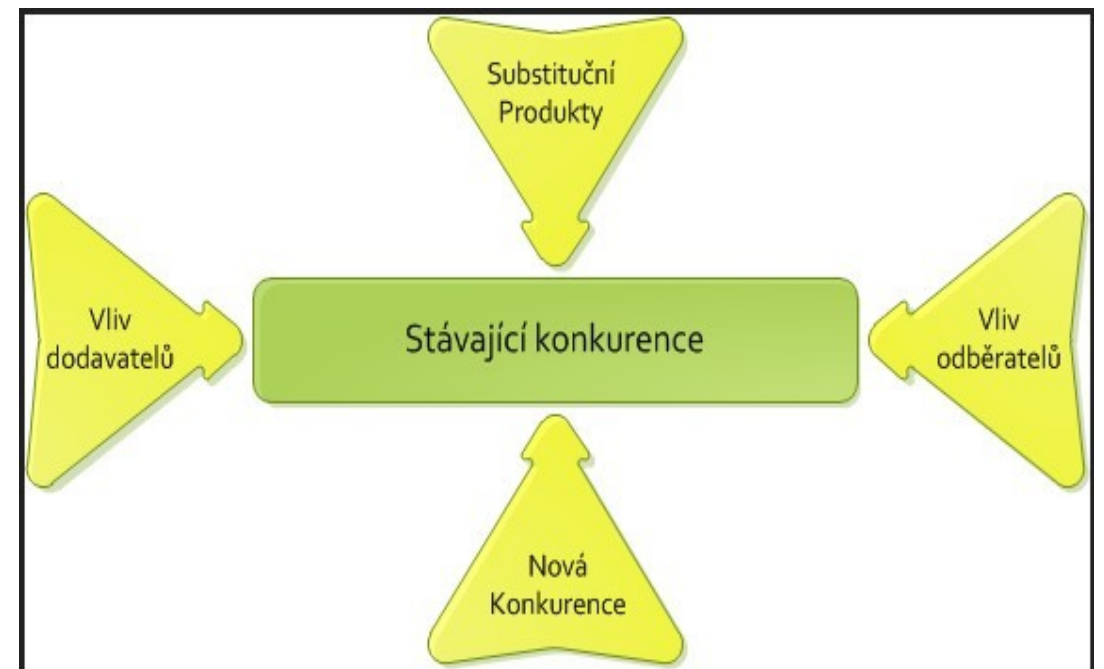 Substituční
Produkty
Vliv
dodavatelů
Stávající konkurence
Vliv
odběratelů
Nová
Konkurence